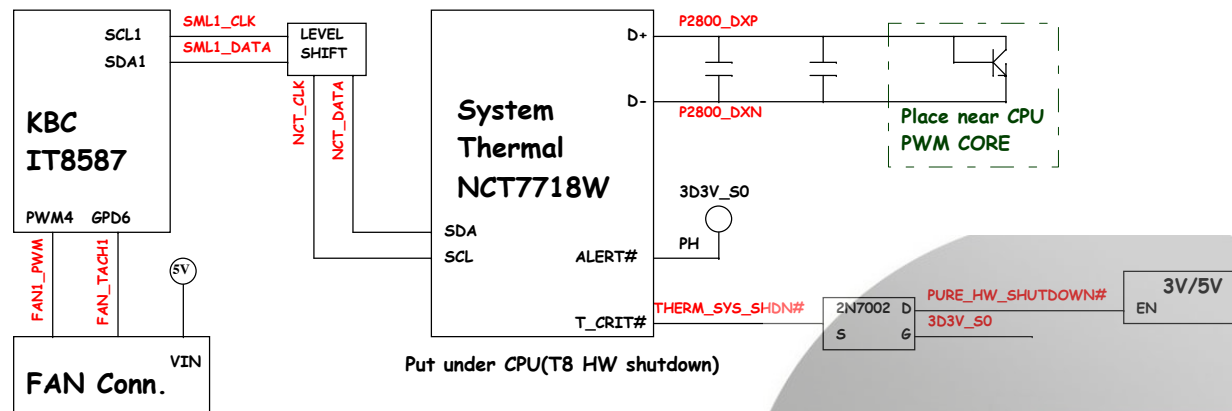 SML1_CLK
SML1_DATA
SCL1
SDA1
LEVEL
SHIFT
KBC
IT8587
PWM4
GPD6
NCT_CLK
NCT_DATA
FAN1_PWM
FAN_TACH1
5V
VIN
FAN Conn.
System
Thermal
NCT7718W
SDA
SCL
D+
D-
ALERT#
T_CRIT#
P2800_DXP
P2800_DXN
Place near CPU
PWM CORE
3D3V_S0
PH
THERM_SYS_SHDN#
2N7002
D
S
G
PURE_HW_SHUTDOWN#
3D3V_S0
3V/5V
EN
Put under CPU(T8 HW shutdown)